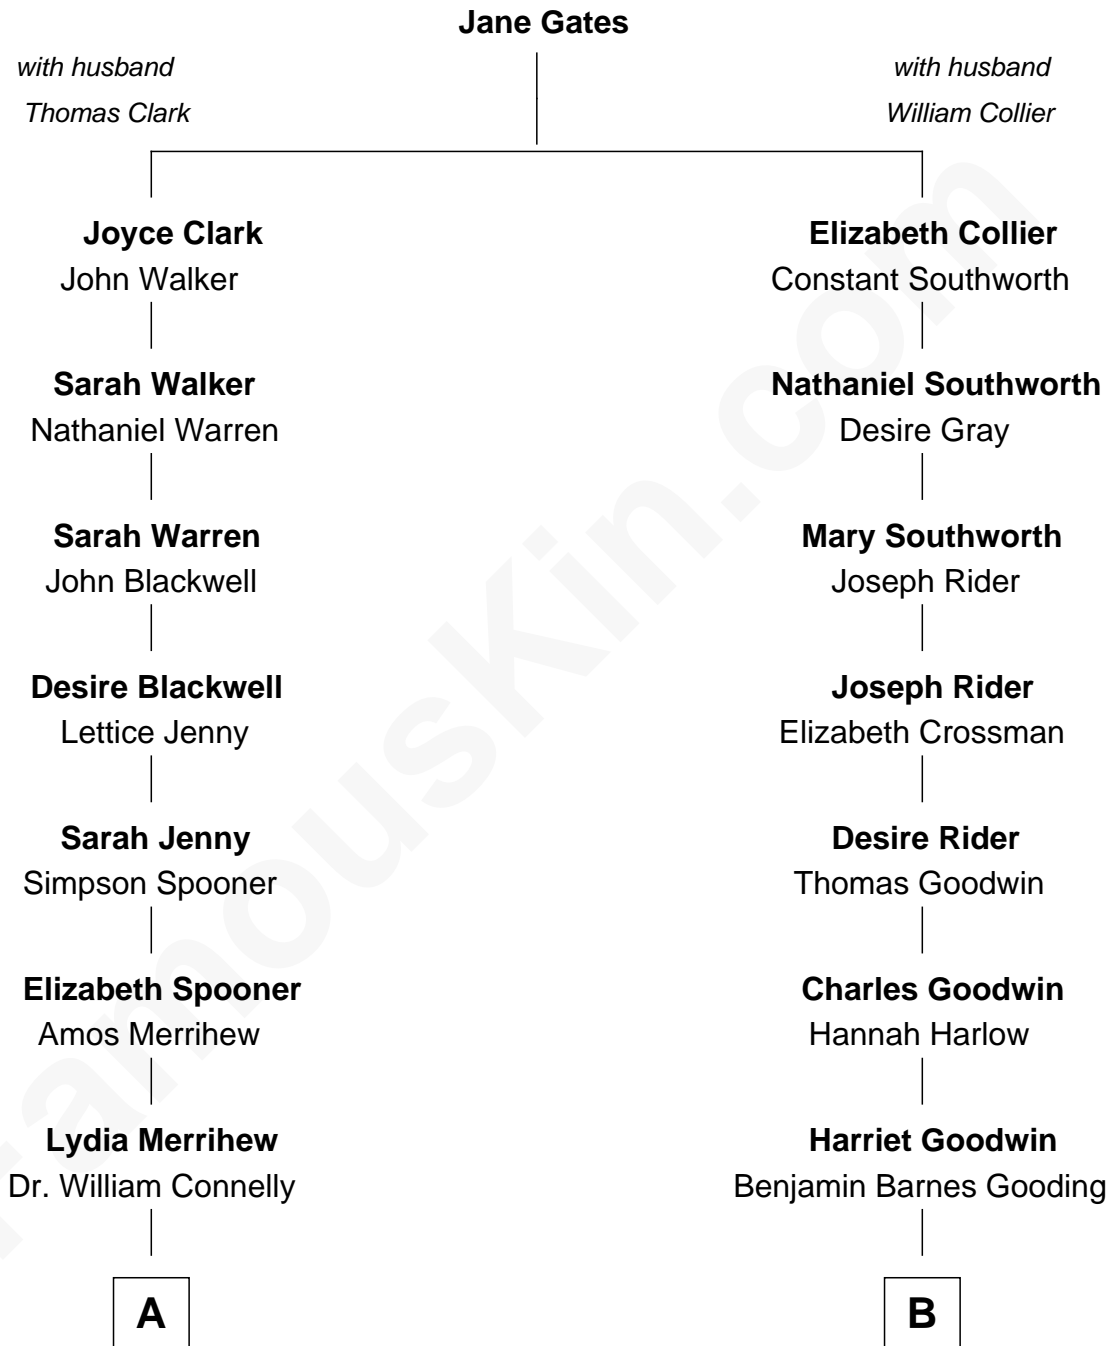 Jane Gates
with husband
Thomas Clark
with husband
William Collier
Joyce Clark
John Walker
Elizabeth Collier
Constant Southworth
Sarah Walker
Nathaniel Warren
Nathaniel Southworth
Desire Gray
Sarah Warren
John Blackwell
Mary Southworth
Joseph Rider
Desire Blackwell
Lettice Jenny
Joseph Rider
Elizabeth Crossman
Sarah Jenny
Simpson Spooner
Desire Rider
Thomas Goodwin
Elizabeth Spooner
Amos Merrihew
Charles Goodwin
Hannah Harlow
Lydia Merrihew
Dr. William Connelly
Harriet Goodwin
Benjamin Barnes Gooding
A
B
FamousKin.com